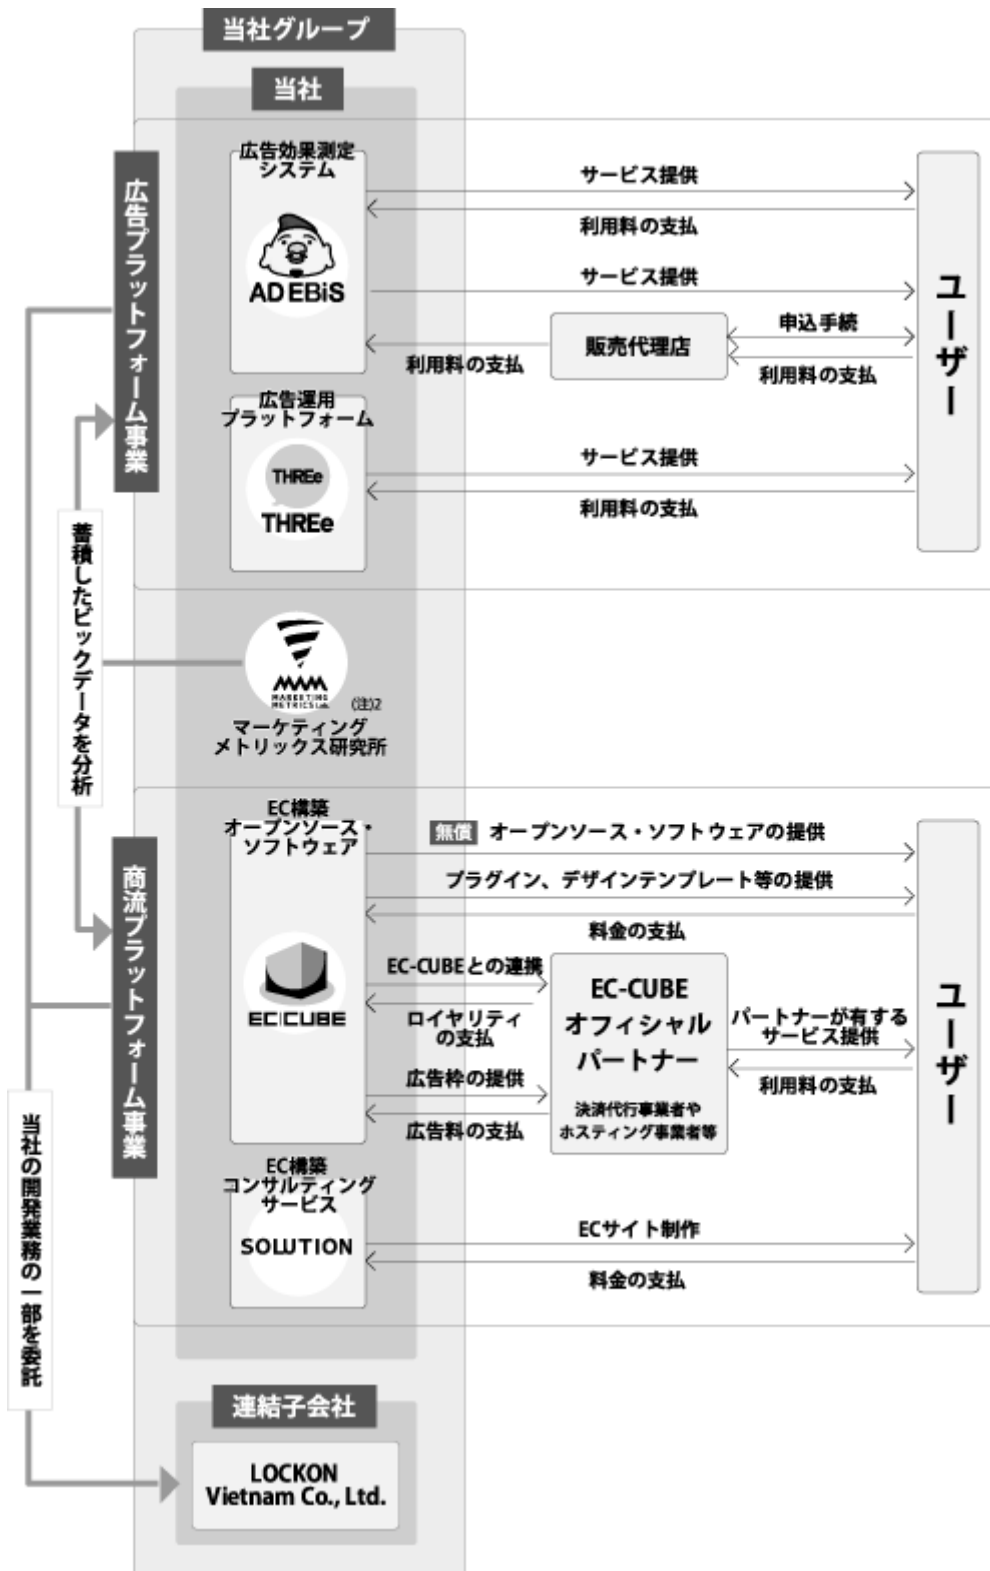 当社グループ
当社
広告プラットフォーム事業
広告効果測定
システム
AD EBiS
サービス提供
利用料の支払
サービス提供
販売代理店
申込手続
利用料の支払
利用料の支払
ユーザー
広告運用
プラットフォーム
THREe
THREe
サービス提供
利用料の支払
蓄積したビックデータを分析
MARKETING
METRICS Lab.
(注)2
マーケティング
メトリックス研究所
商流プラットフォーム事業
EC構築
オープンソース・
ソフトウェア
EC CUBE
無償 オープンソース・ソフトウェアの提供
プラグイン、デザインテンプレート等の提供
料金の支払
EC-CUBEとの連携
ロイヤリティ
の支払
広告枠の提供
広告料の支払
EC-CUBE
オフィシャル
パートナー
決済代行事業者や
ホスティング事業者等
パートナーが有する
サービス提供
利用料の支払
ユーザー
EC構築
コンサルティング
サービス
SOLUTION
ECサイト制作
料金の支払
当社の開発業務の一部を委託
連結子会社
LOCKON
Vietnam Co., Ltd.